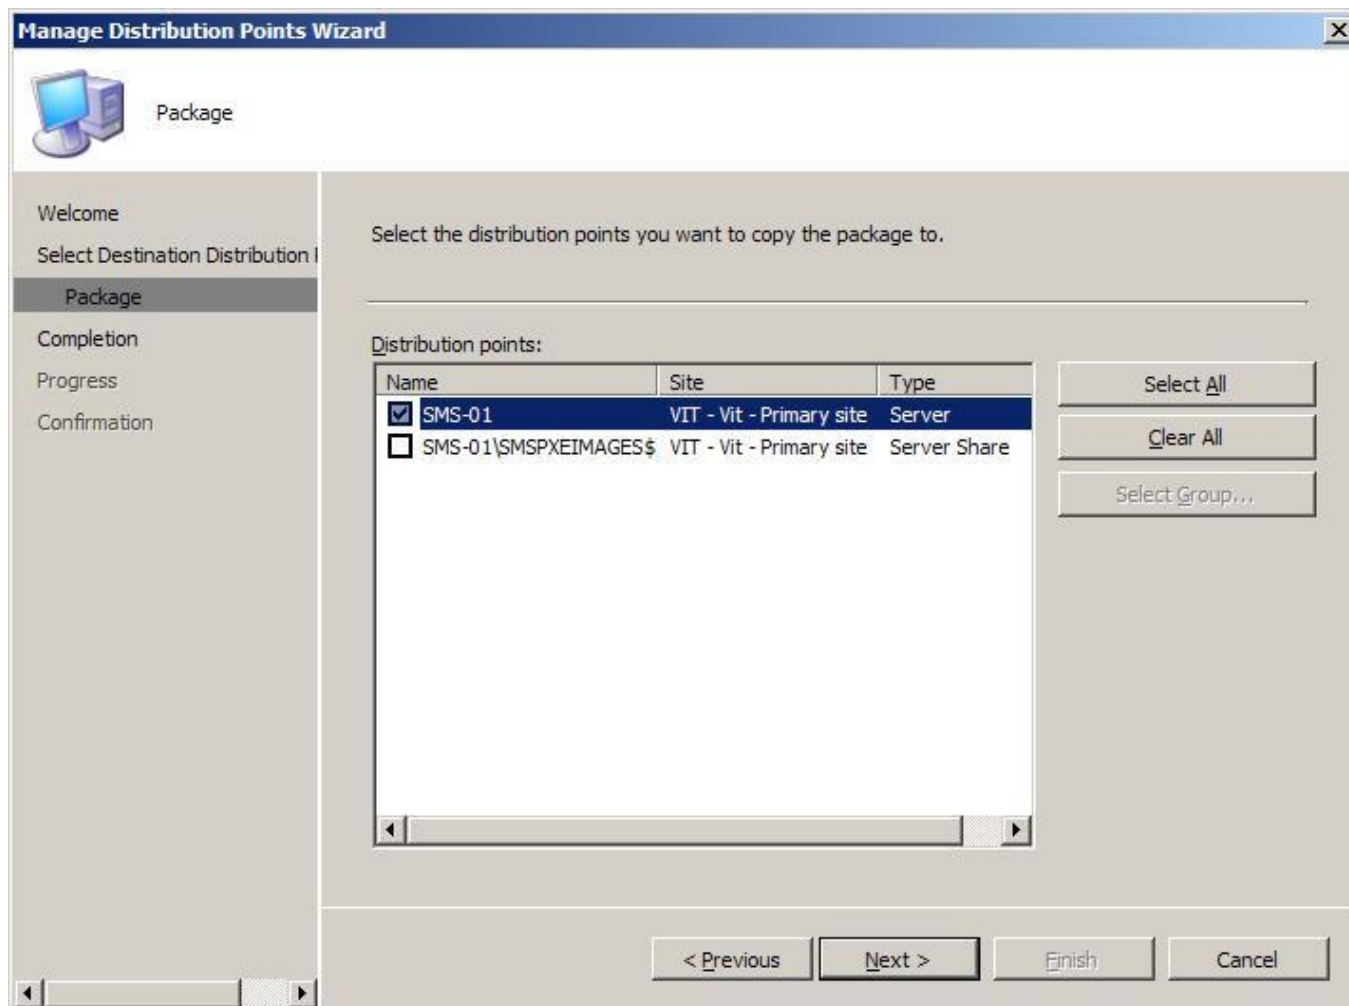 Manage Distribution Points Wizard
Package
Welcome
Select Destination Distribution
Package
Completion
Progress
Confirmation
Select the distribution points you want to copy the package to.
Distribution points:
Name Site Type
SMS-01 VIT - Vit - Primary site Server
SMS-01\SMSPXEIMAGES$ VIT - Vit - Primary site Server Share
Select All
Clear All
Select Group...
< Previous Next > Finish Cancel